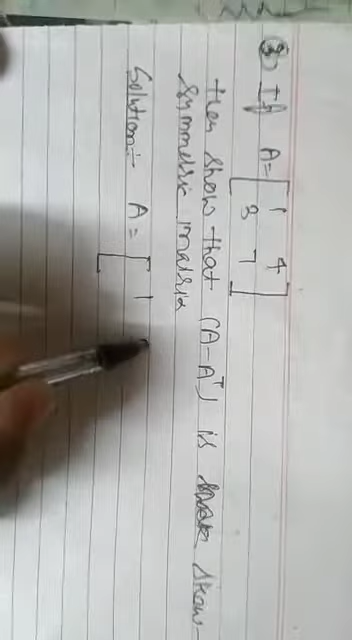 ③ If A = [ 1 4
3 7 ]
then show that (A-Aᵀ) is skew-
symmetric matrix
Solution:- A = [ 1